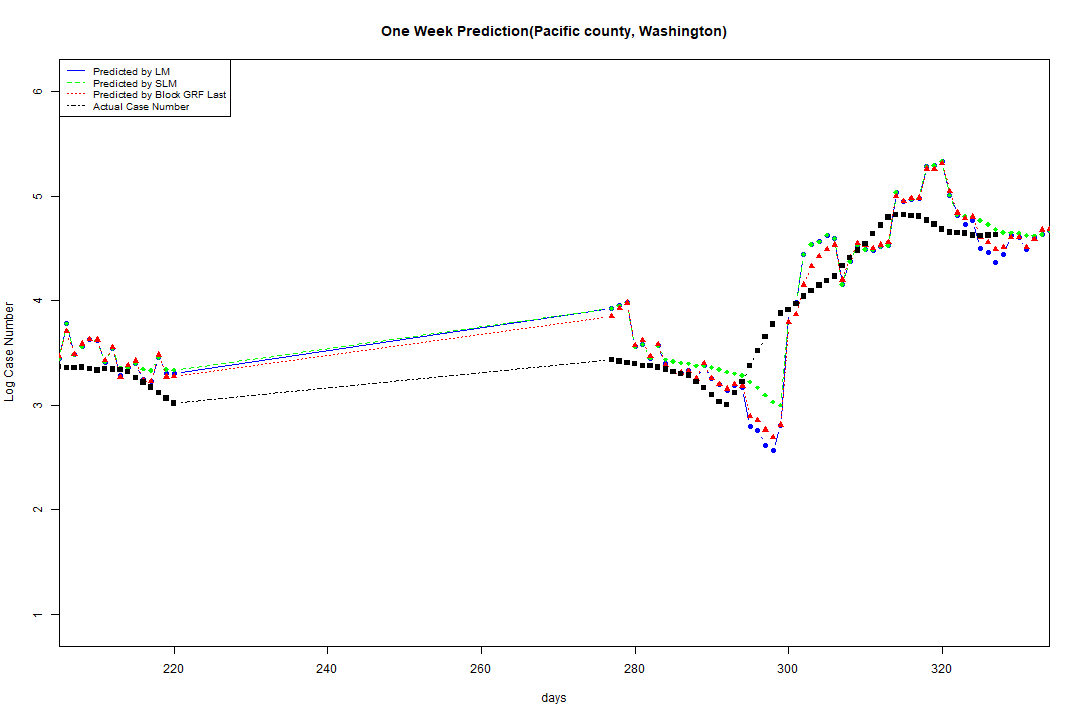 One Week Prediction(Pacific county, Washington)
Predicted by LM
Predicted by SLM
Predicted by Block GRF Last
Actual Case Number
6
5
4
3
2
1
Log Case Number
220 240 260 280 300 320
days